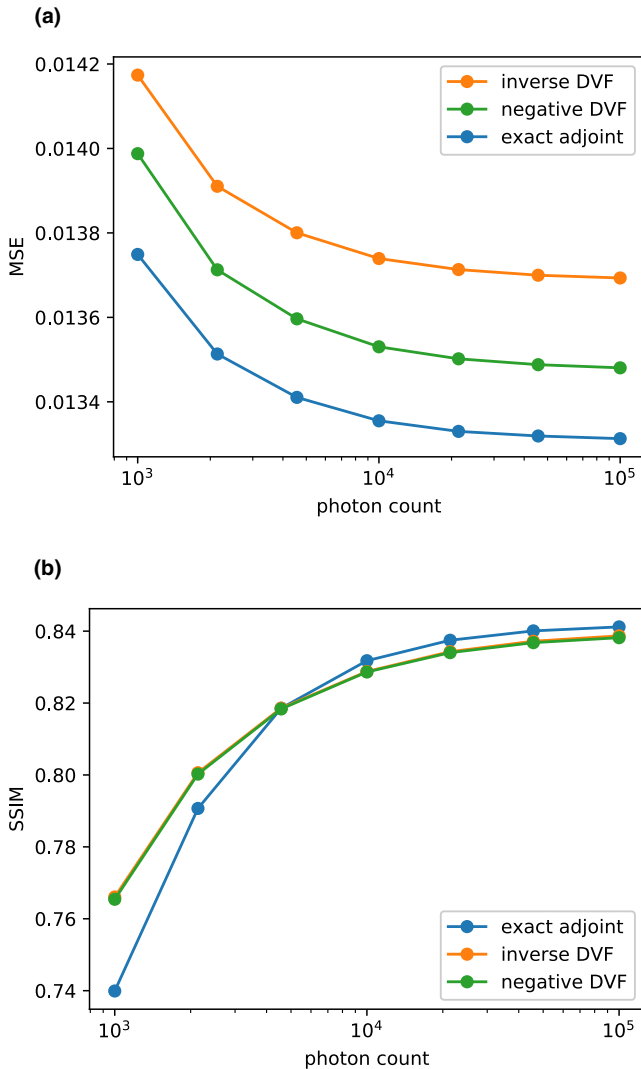 (a)
0.0142
0.0140
0.0138
0.0136
0.0134
MSE
inverse DVF
negative DVF
exact adjoint
10³ 10⁴ 10⁵
photon count
(b)
0.84
0.82
0.80
0.78
0.76
0.74
SSIM
exact adjoint
inverse DVF
negative DVF
10³ 10⁴ 10⁵
photon count